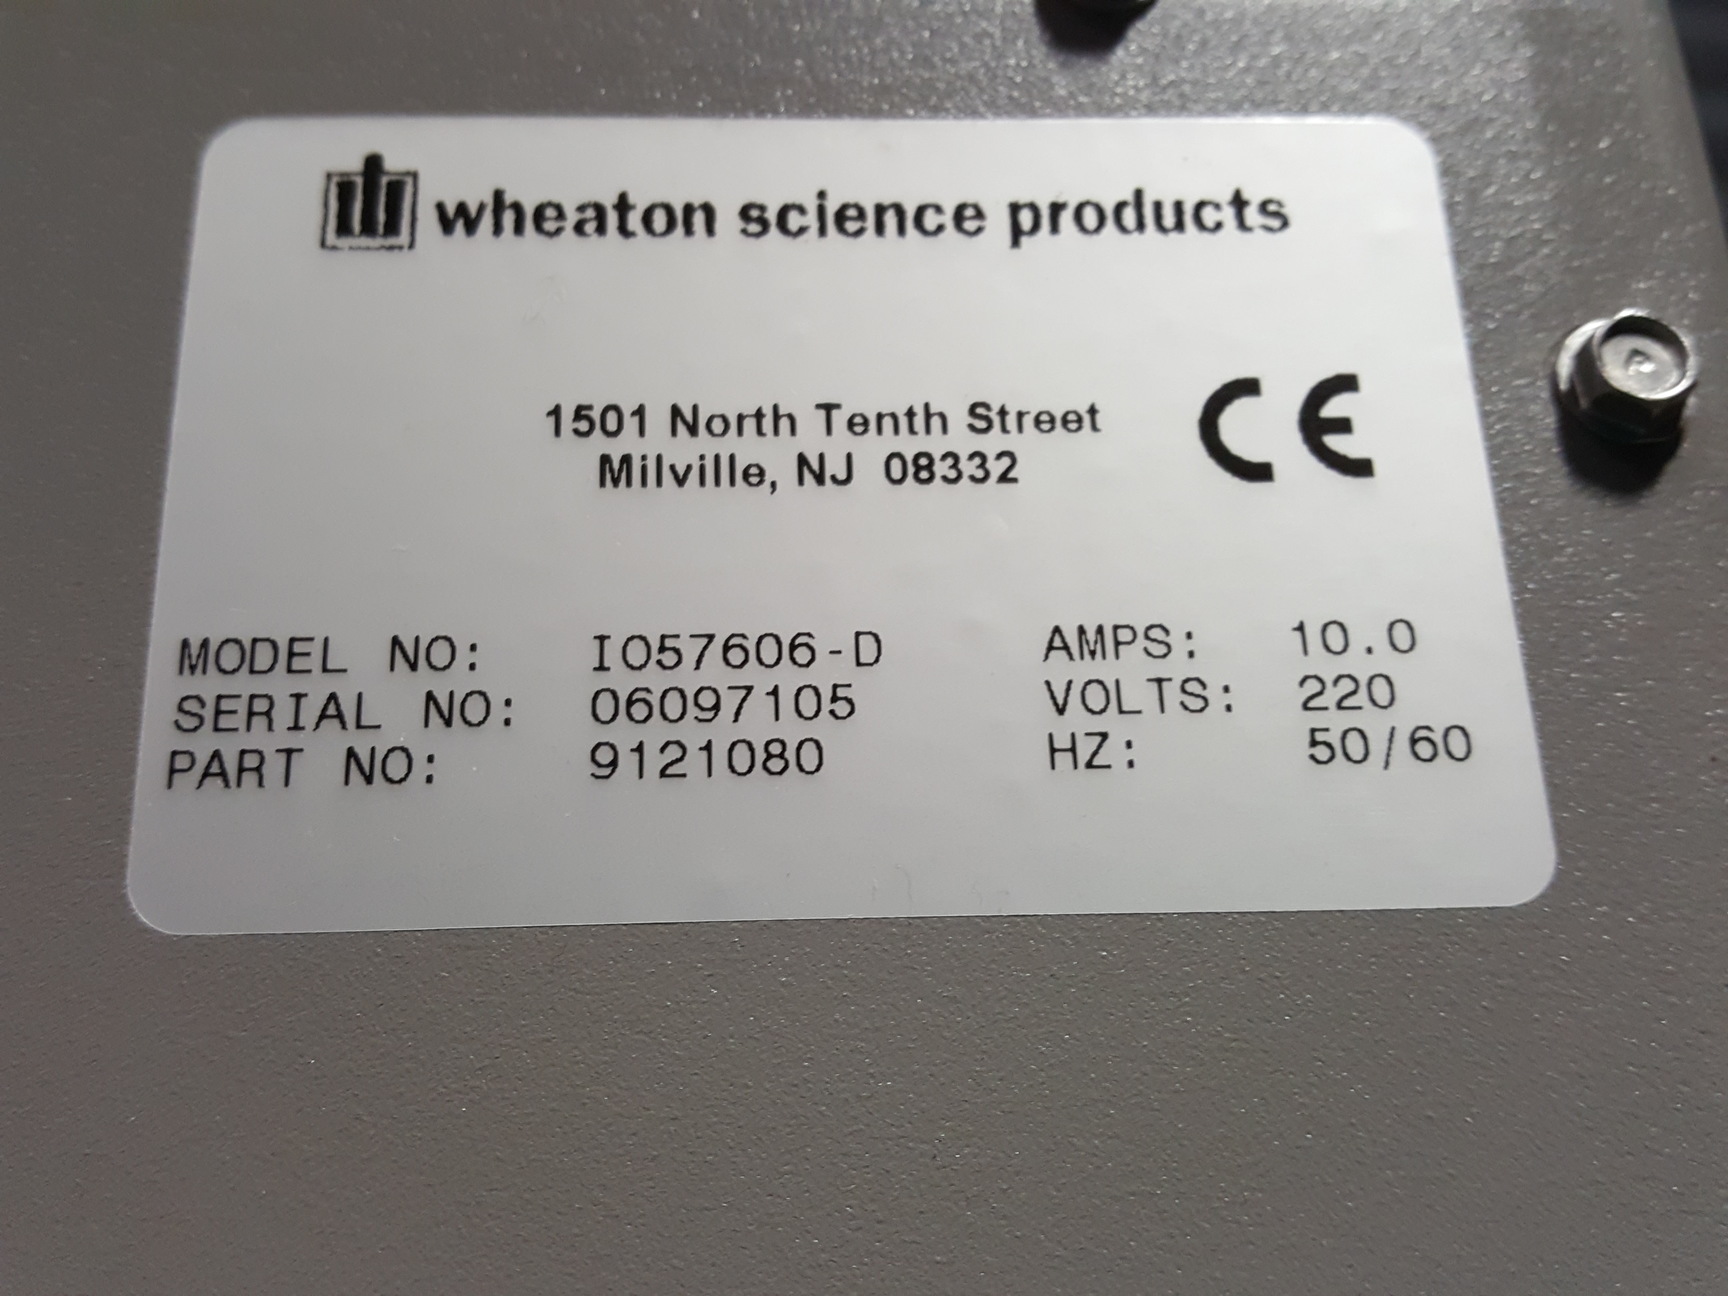 wheaton science products
1501 North Tenth Street
Milville, NJ 08332
CE
MODEL NO: IO57606-D
SERIAL NO: 06097105
PART NO: 9121080
AMPS: 10.0
VOLTS: 220
HZ: 50/60